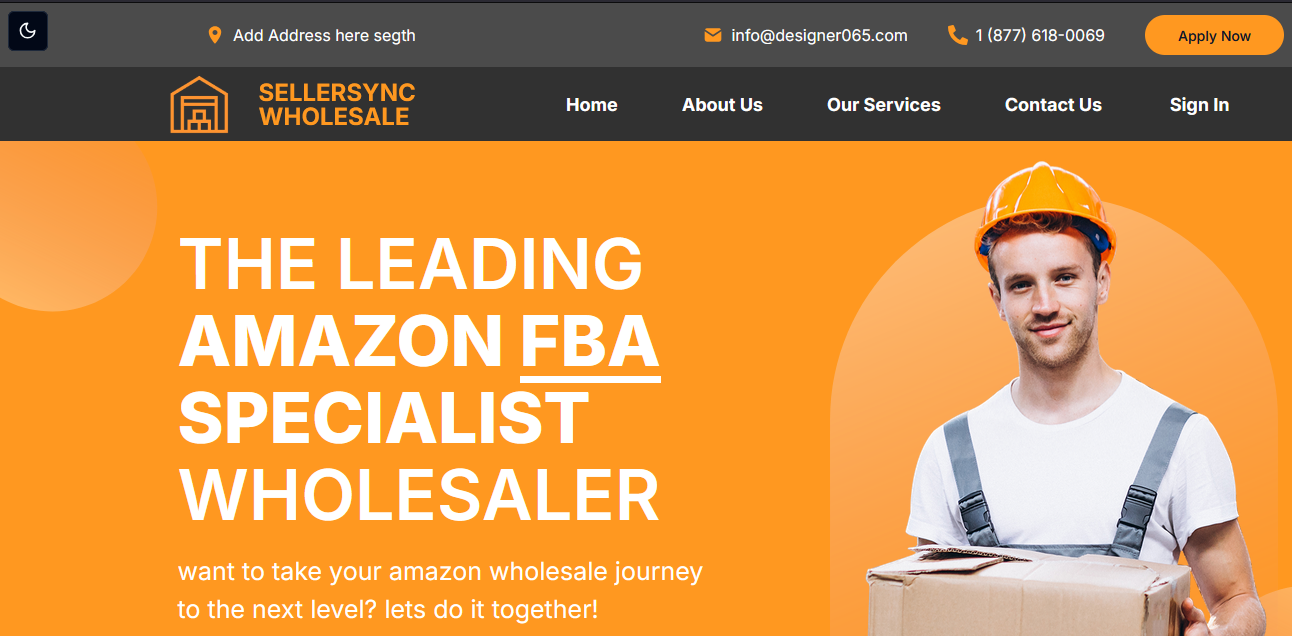 Add Address here segth
info@designer065.com
1 (877) 618-0069
Apply Now
SELLERSYNC
WHOLESALE
Home
About Us
Our Services
Contact Us
Sign In
THE LEADING
AMAZON FBA
SPECIALIST
WHOLESALER
want to take your amazon wholesale journey
to the next level? lets do it together!